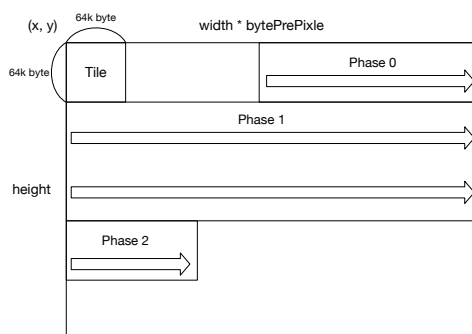 64k byte
(x, y)
width * bytePrePixle
64k byte
Tile
Phase 0
Phase 1
height
Phase 2